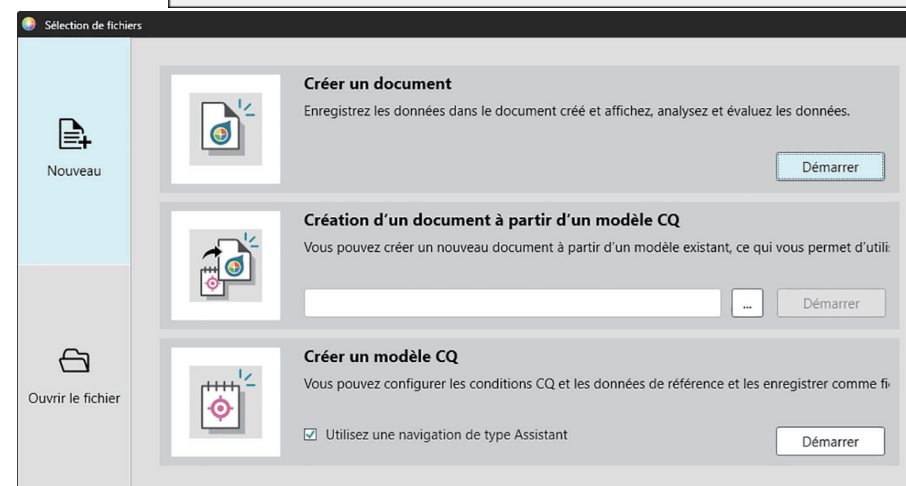 Sélection de fichiers
Créer un document
Enregistrez les données dans le document créé et affichez, analysez et évaluez les données.
Nouveau
Démarrer
Création d'un document à partir d'un modèle CQ
Vous pouvez créer un nouveau document à partir d'un modèle existant, ce qui vous permet d'utili
...
Démarrer
Créer un modèle CQ
Vous pouvez configurer les conditions CQ et les données de référence et les enregistrer comme fi
Ouvrir le fichier
Utilisez une navigation de type Assistant
Démarrer